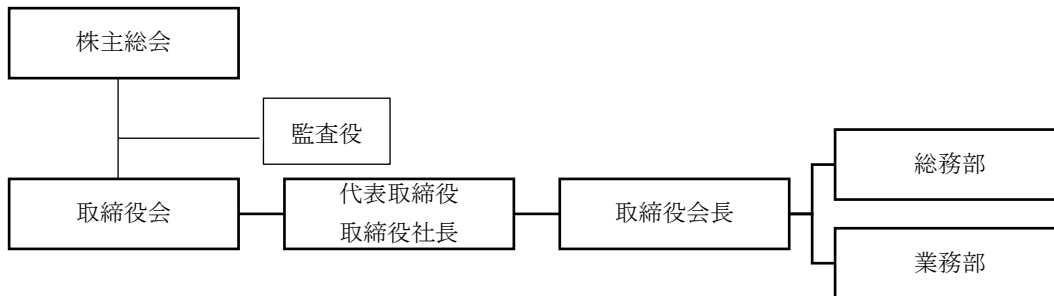 株主総会
監査役
取締役会
代表取締役
取締役社長
取締役会長
総務部
業務部